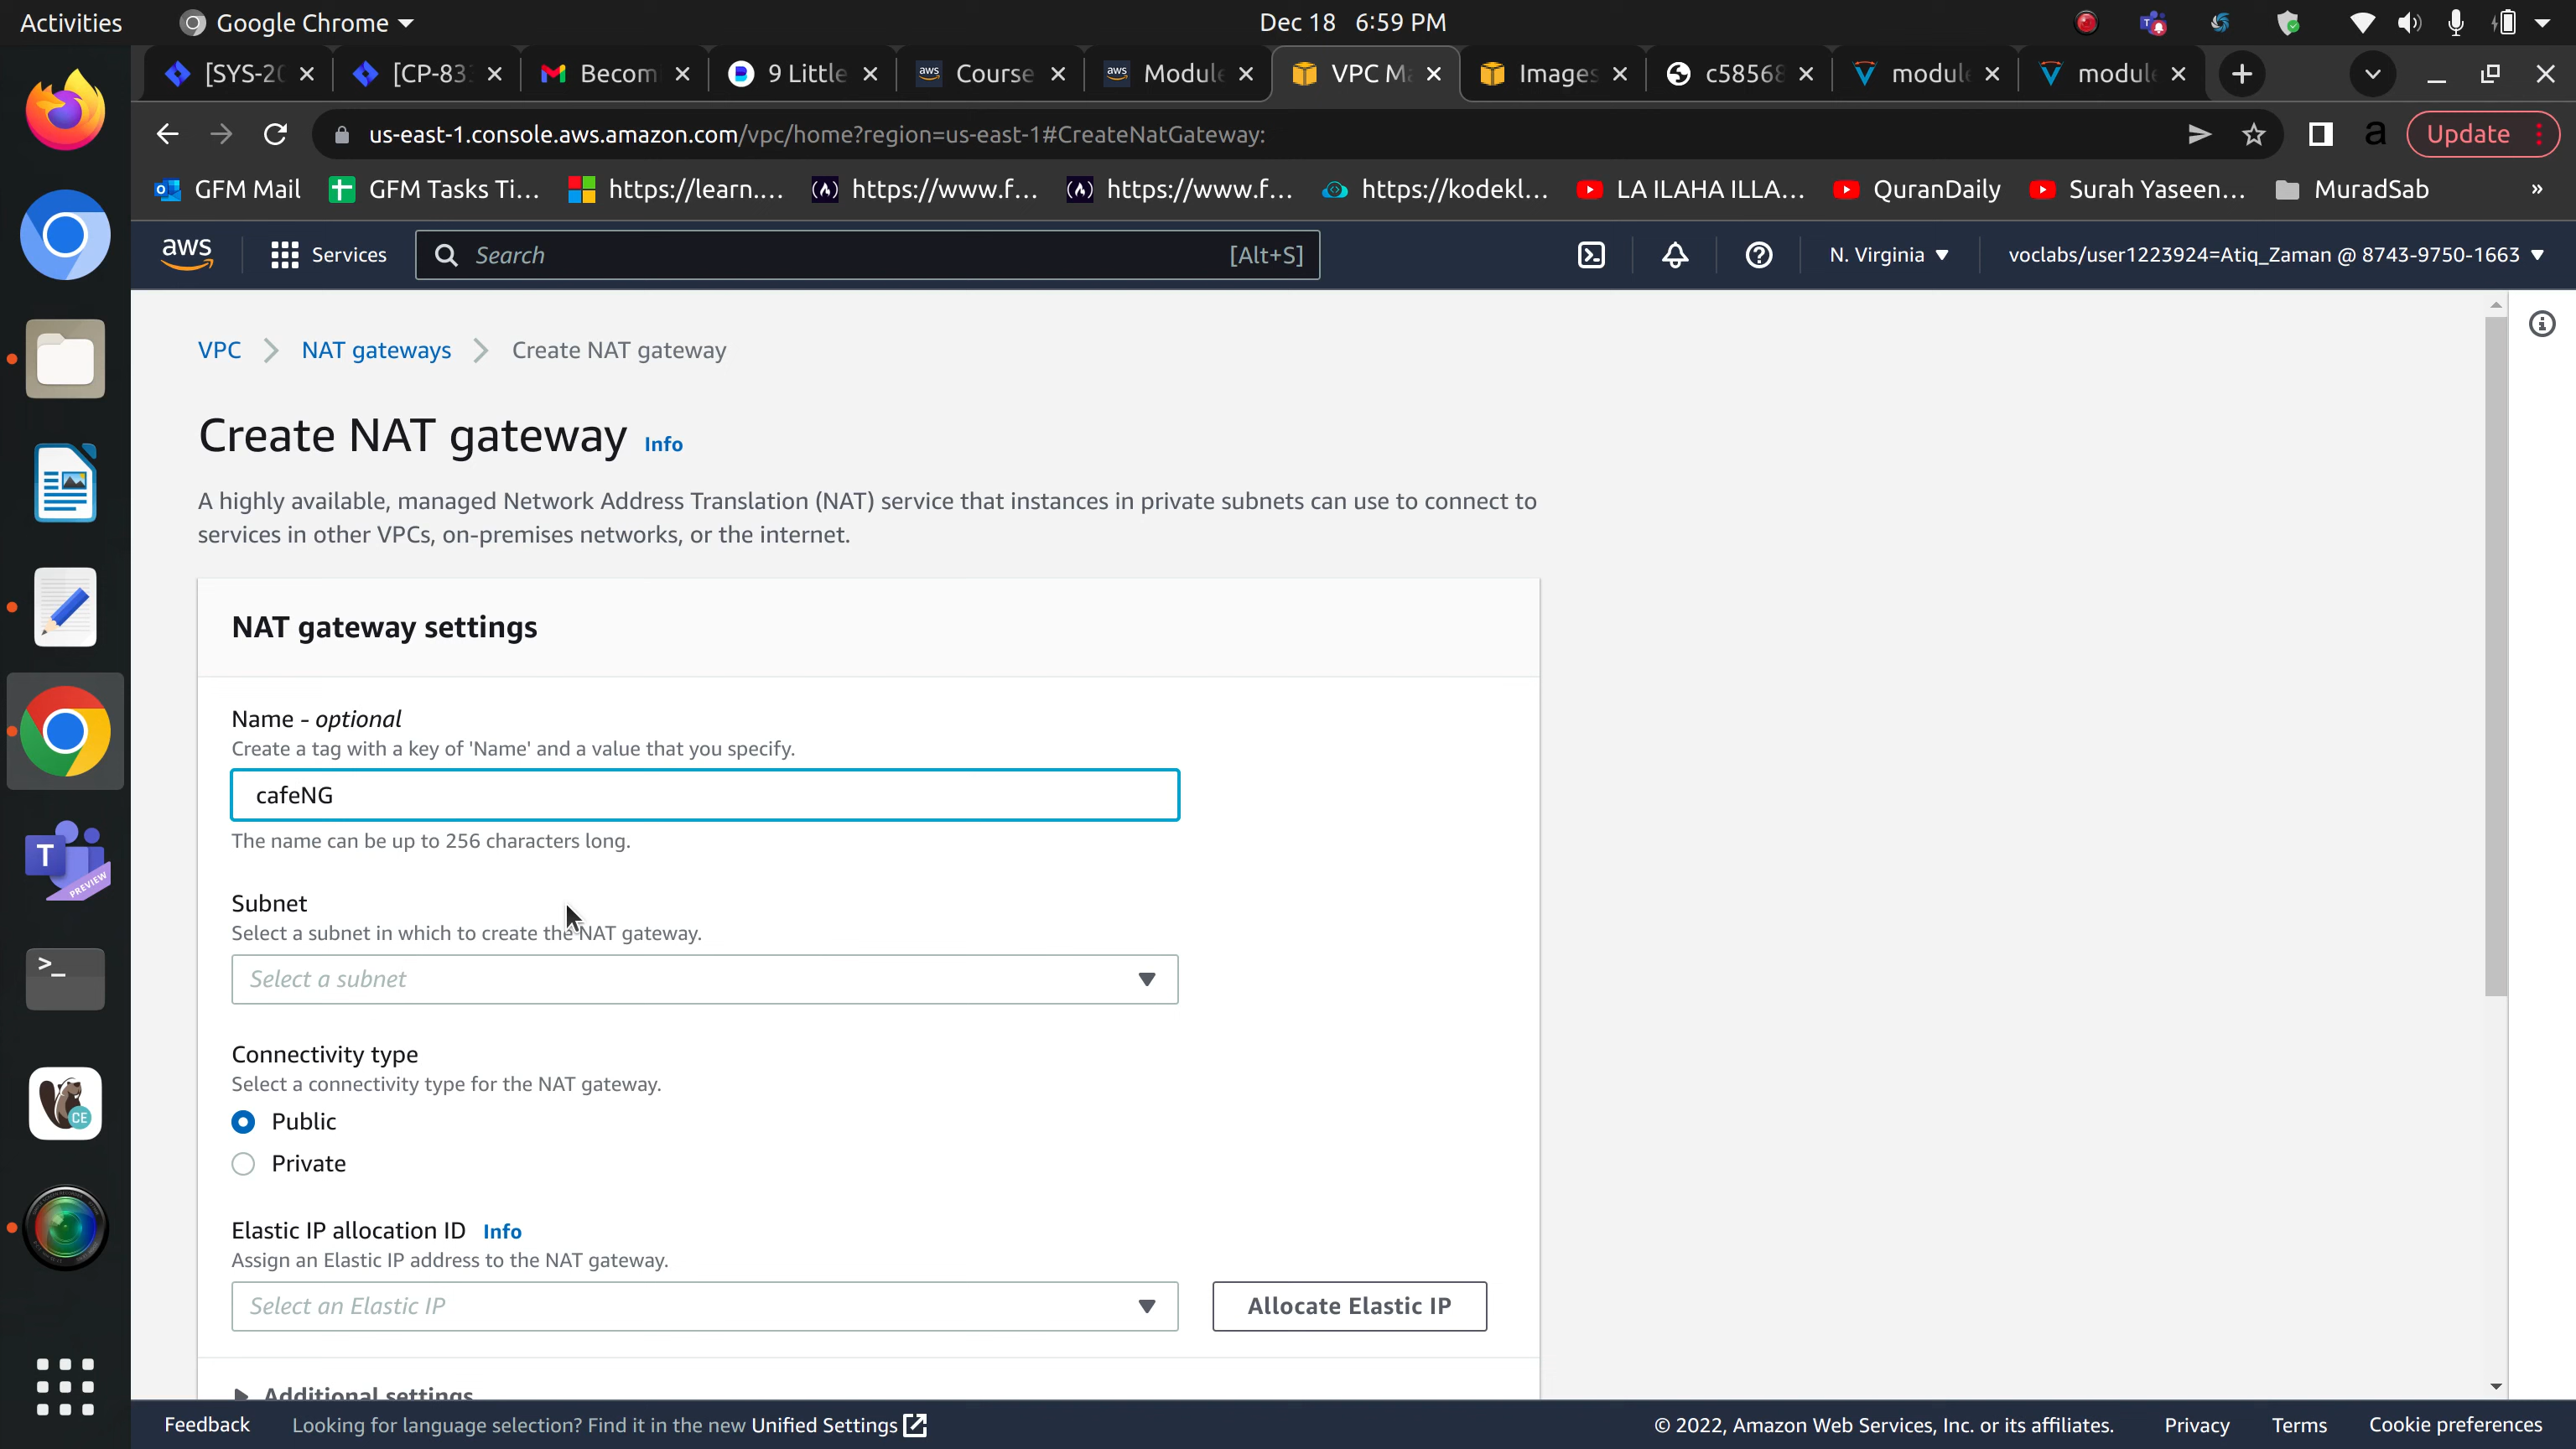 Activities Google Chrome Dec 18 6:59 PM
[SYS-20 [CP-83 Becom 9 Little Course Module VPC Ma Images c58568 module module
us-east-1.console.aws.amazon.com/vpc/home?region=us-east-1#CreateNatGateway: Update
GFM Mail GFM Tasks Ti... https://learn.... https://www.f... https://www.f... https://kodekl... LA ILAHA ILLA... QuranDaily Surah Yaseen... MuradSab »
aws Services Search [Alt+S] N. Virginia voclabs/user1223924=Atiq_Zaman @ 8743-9750-1663
VPC NAT gateways Create NAT gateway
Create NAT gateway Info
A highly available, managed Network Address Translation (NAT) service that instances in private subnets can use to connect to
services in other VPCs, on-premises networks, or the internet.
NAT gateway settings
Name - optional
Create a tag with a key of 'Name' and a value that you specify.
cafeNG
The name can be up to 256 characters long.
Subnet
Select a subnet in which to create the NAT gateway.
Select a subnet
Connectivity type
Select a connectivity type for the NAT gateway.
Public
Private
Elastic IP allocation ID Info
Assign an Elastic IP address to the NAT gateway.
Select an Elastic IP Allocate Elastic IP
Additional settings
Feedback Looking for language selection? Find it in the new Unified Settings © 2022, Amazon Web Services, Inc. or its affiliates. Privacy Terms Cookie preferences
T PREVIEW
>_
CE